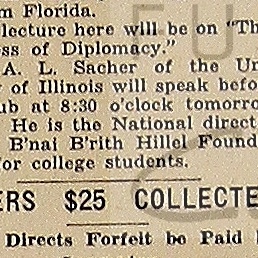 m Florida.
lecture here will be on "Th
ss of Diplomacy."
A. L. Sacher of the Un
y of Illinois will speak befo
ub at 8:30 o'clock tomorro
He is the National direct
B'nai B'rith Hillel Found
for college students.
ERS $25 COLLECTE
Directs Forfeit be Paid